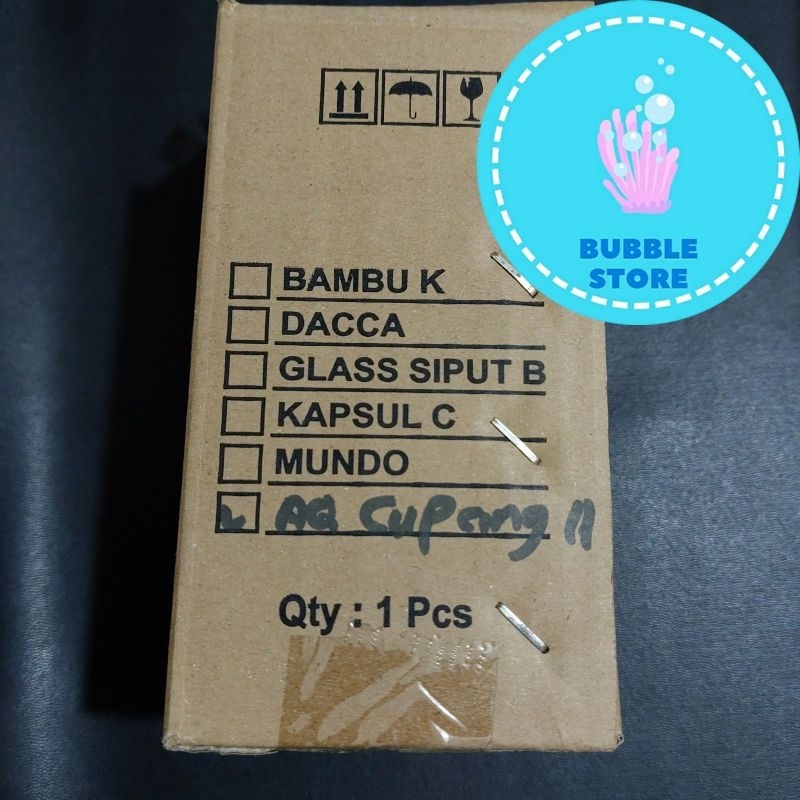 BUBBLE
STORE
BAMBU K
DACCA
GLASS SIPUT B
KAPSUL C
MUNDO
AQ Cupang 11
Qty : 1 Pcs